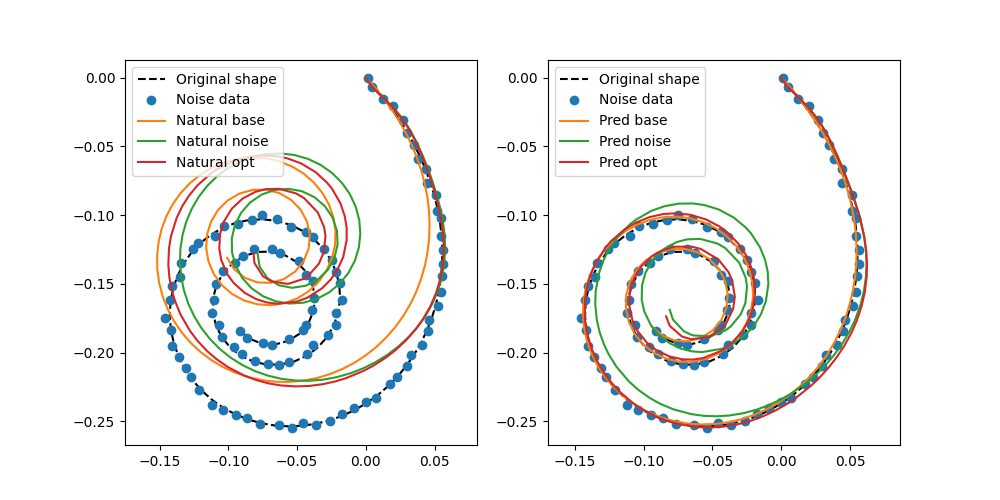 0.00
−0.05
−0.10
−0.15
−0.20
−0.25
−0.15 −0.10 −0.05 0.00 0.05
Original shape
Noise data
Natural base
Natural noise
Natural opt
0.00
−0.05
−0.10
−0.15
−0.20
−0.25
−0.15 −0.10 −0.05 0.00 0.05
Original shape
Noise data
Pred base
Pred noise
Pred opt